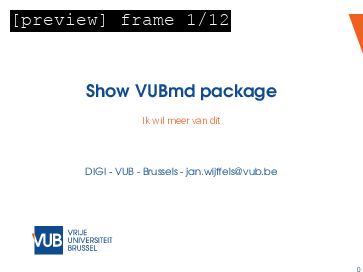 [preview] frame 1/12
Show VUBmd package
Ik wil meer van dit
DIGI - VUB - Brussels - jan.wijffels@vub.be
VUB
VRIJE
UNIVERSITEIT
BRUSSEL
0